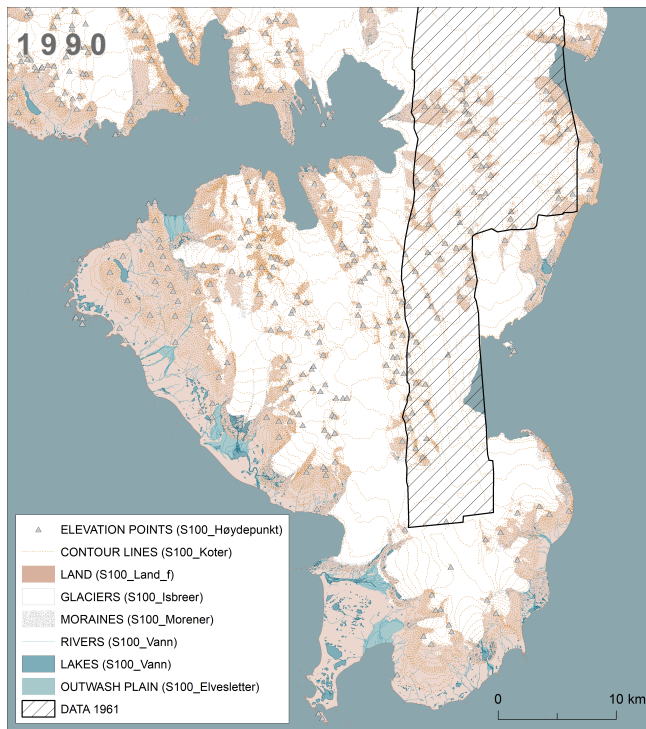 1990
ELEVATION POINTS (S100_Høydepunkt)
CONTOUR LINES (S100_Koter)
LAND (S100_Land_f)
GLACIERS (S100_Isbreer)
MORAINES (S100_Morener)
RIVERS (S100_Vann)
LAKES (S100_Vann)
OUTWASH PLAIN (S100_Elvesletter)
DATA 1961
0 10 km